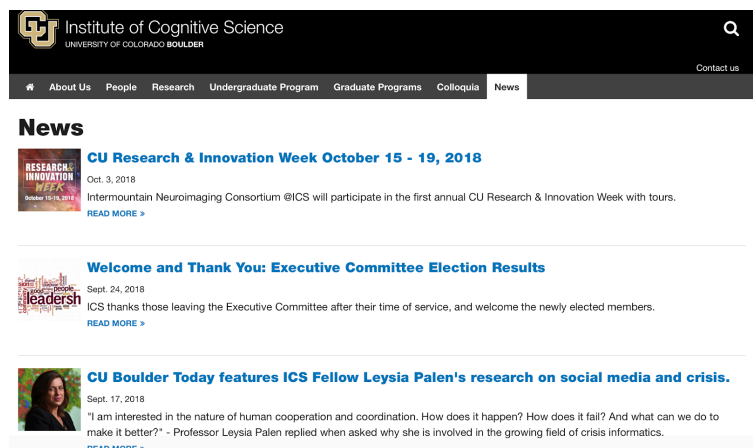 CU
Institute of Cognitive Science
UNIVERSITY OF COLORADO BOULDER
Contact us
About Us People Research Undergraduate Program Graduate Programs Colloquia News
News
RESEARCH&
INNOVATION
WEEK
October 15-19, 2018
CU Research & Innovation Week October 15 - 19, 2018
Oct. 3, 2018
Intermountain Neuroimaging Consortium @ICS will participate in the first annual CU Research & Innovation Week with tours.
READ MORE »
people
leadersh
Welcome and Thank You: Executive Committee Election Results
Sept. 24, 2018
ICS thanks those leaving the Executive Committee after their time of service, and welcome the newly elected members.
READ MORE »
CU Boulder Today features ICS Fellow Leysia Palen's research on social media and crisis.
Sept. 17, 2018
"I am interested in the nature of human cooperation and coordination. How does it happen? How does it fail? And what can we do to
make it better?" - Professor Leysia Palen replied when asked why she is involved in the growing field of crisis informatics.
READ MORE »